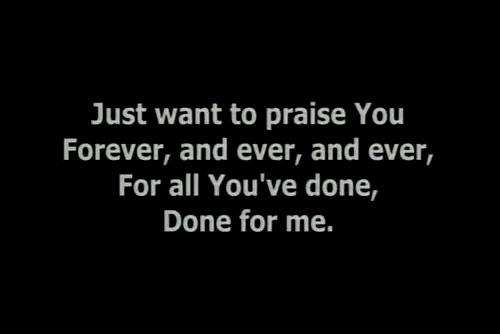 Just want to praise You
Forever, and ever, and ever,
For all You've done,
Done for me.